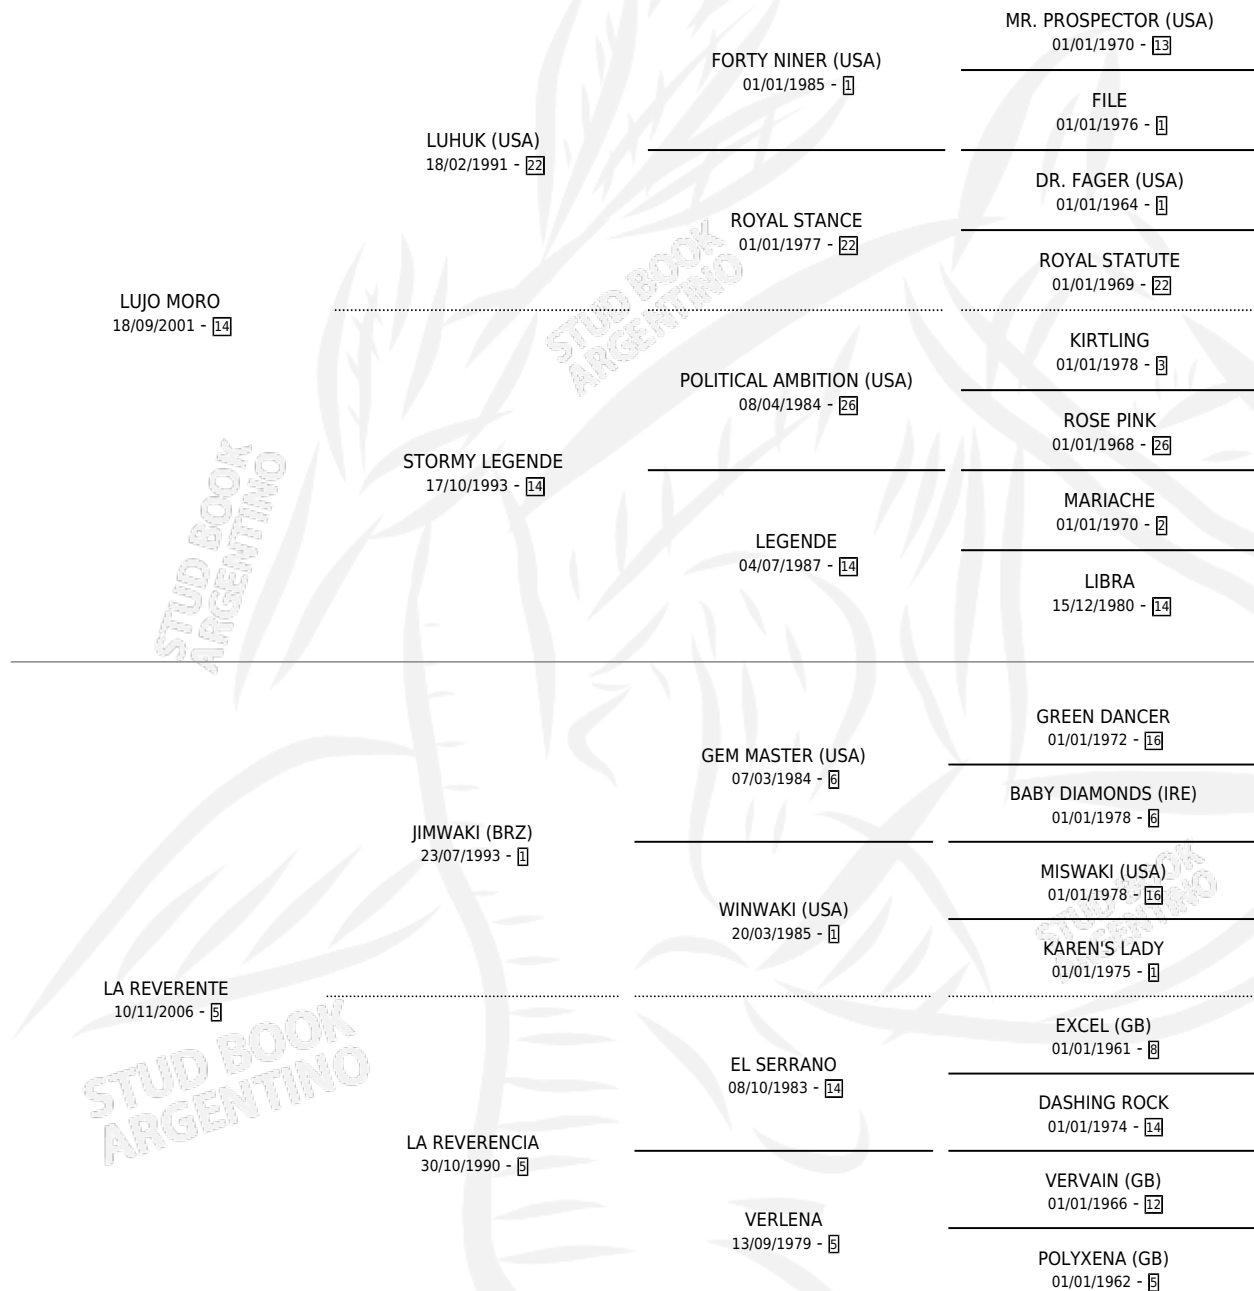 MR. PROSPECTOR (USA)
01/01/1970 - 13
FORTY NINER (USA)
01/01/1985 - 1
FILE
01/01/1976 - 1
LUHUK (USA)
18/02/1991 - 22
DR. FAGER (USA)
01/01/1964 - 1
ROYAL STANCE
01/01/1977 - 22
ROYAL STATUTE
01/01/1969 - 22
LUJO MORO
18/09/2001 - 14
KIRTLING
01/01/1978 - 3
POLITICAL AMBITION (USA)
08/04/1984 - 26
ROSE PINK
01/01/1968 - 26
STORMY LEGENDE
17/10/1993 - 14
MARIACHE
01/01/1970 - 2
LEGENDE
04/07/1987 - 14
LIBRA
15/12/1980 - 14
GREEN DANCER
01/01/1972 - 16
GEM MASTER (USA)
07/03/1984 - 6
BABY DIAMONDS (IRE)
01/01/1978 - 6
JIMWAKI (BRZ)
23/07/1993 - 1
MISWAKI (USA)
01/01/1978 - 16
WINWAKI (USA)
20/03/1985 - 1
KAREN'S LADY
01/01/1975 - 1
LA REVERENTE
10/11/2006 - 5
EXCEL (GB)
01/01/1961 - 8
EL SERRANO
08/10/1983 - 14
DASHING ROCK
01/01/1974 - 14
LA REVERENCIA
30/10/1990 - 5
VERVAIN (GB)
01/01/1966 - 12
VERLENA
13/09/1979 - 5
POLYXENA (GB)
01/01/1962 - 5
STUD BOOK
ARGENTINO
STUD BOOK
ARGENTINO
STUD BOOK
ARGENTINO
STUD BOOK
ARGENTINO